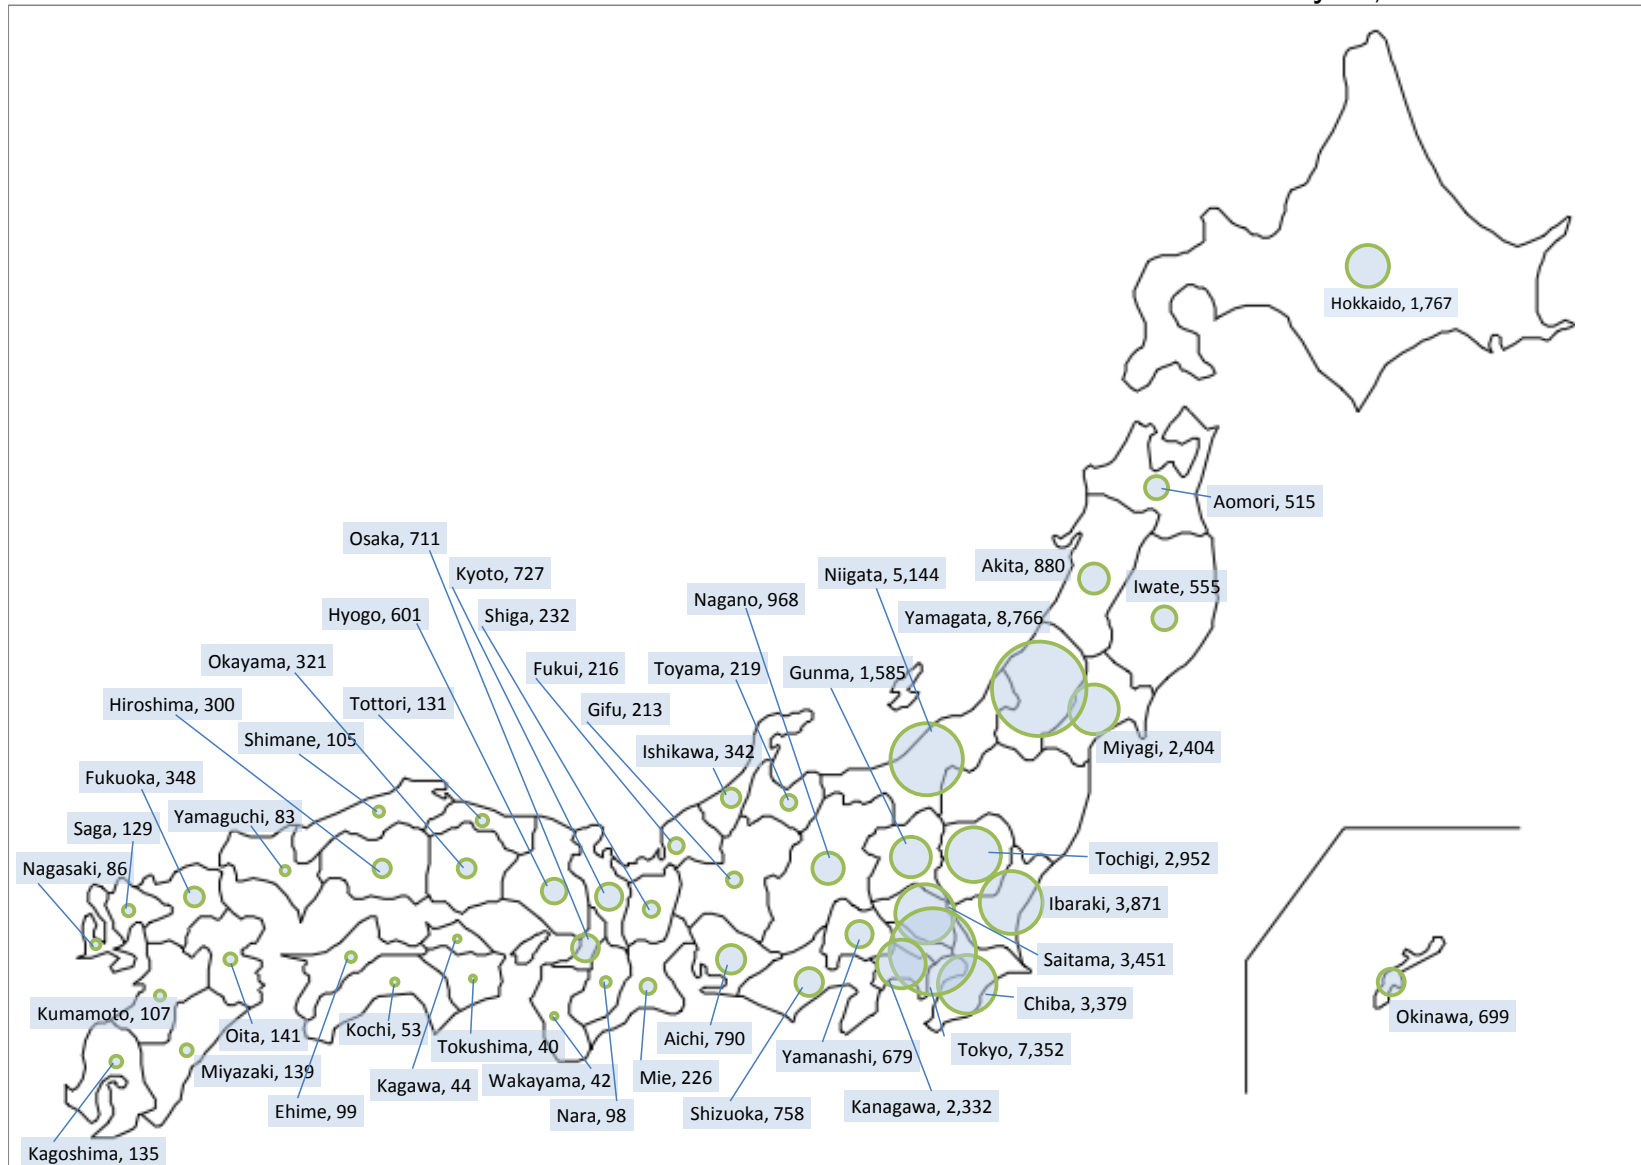 Hokkaido, 1,767
Aomori, 515
Osaka, 711
Kyoto, 727
Niigata, 5,144
Akita, 880
Iwate, 555
Nagano, 968
Hyogo, 601
Shiga, 232
Yamagata, 8,766
Okayama, 321
Fukui, 216
Toyama, 219
Gunma, 1,585
Hiroshima, 300
Tottori, 131
Gifu, 213
Shimane, 105
Ishikawa, 342
Miyagi, 2,404
Fukuoka, 348
Yamaguchi, 83
Saga, 129
Tochigi, 2,952
Nagasaki, 86
Ibaraki, 3,871
Saitama, 3,451
Chiba, 3,379
Kumamoto, 107
Okinawa, 699
Oita, 141
Kochi, 53
Tokushima, 40
Aichi, 790
Yamanashi, 679
Tokyo, 7,352
Miyazaki, 139
Kagawa, 44
Wakayama, 42
Mie, 226
Ehime, 99
Nara, 98
Shizuoka, 758
Kanagawa, 2,332
Kagoshima, 135